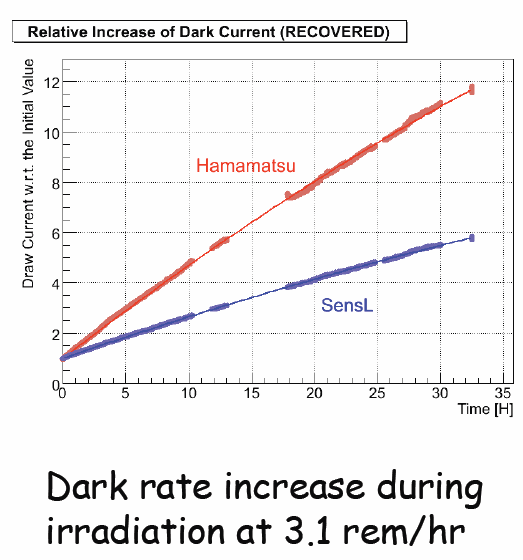 Relative Increase of Dark Current (RECOVERED)
Draw Current w.r.t. the Initial Value
12
10
8
6
4
2
0
Hamamatsu
SensL
0 5 10 15 20 25 30 35
Time [H]
Dark rate increase during
irradiation at 3.1 rem/hr